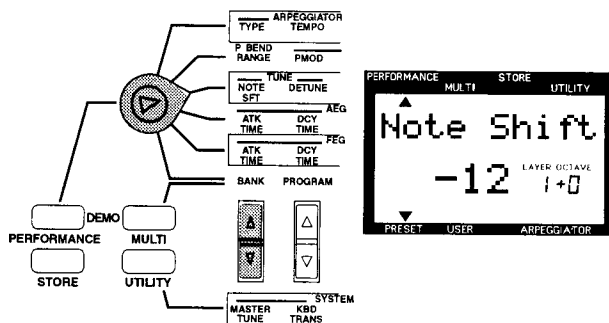 ARPEGGIATOR
TYPE TEMPO
P BEND
RANGE PMOD
TUNE
NOTE DETUNE
SFT
AEG
ATK DCY
TIME TIME
FEG
ATK DCY
TIME TIME
BANK PROGRAM
DEMO
PERFORMANCE MULTI
STORE UTILITY
SYSTEM
MASTER KBD
TUNE TRANS
PERFORMANCE STORE
MULTI UTILITY
Note Shift
LAYER OCTAVE
-12 1+0
PRESET USER ARPEGGIATOR